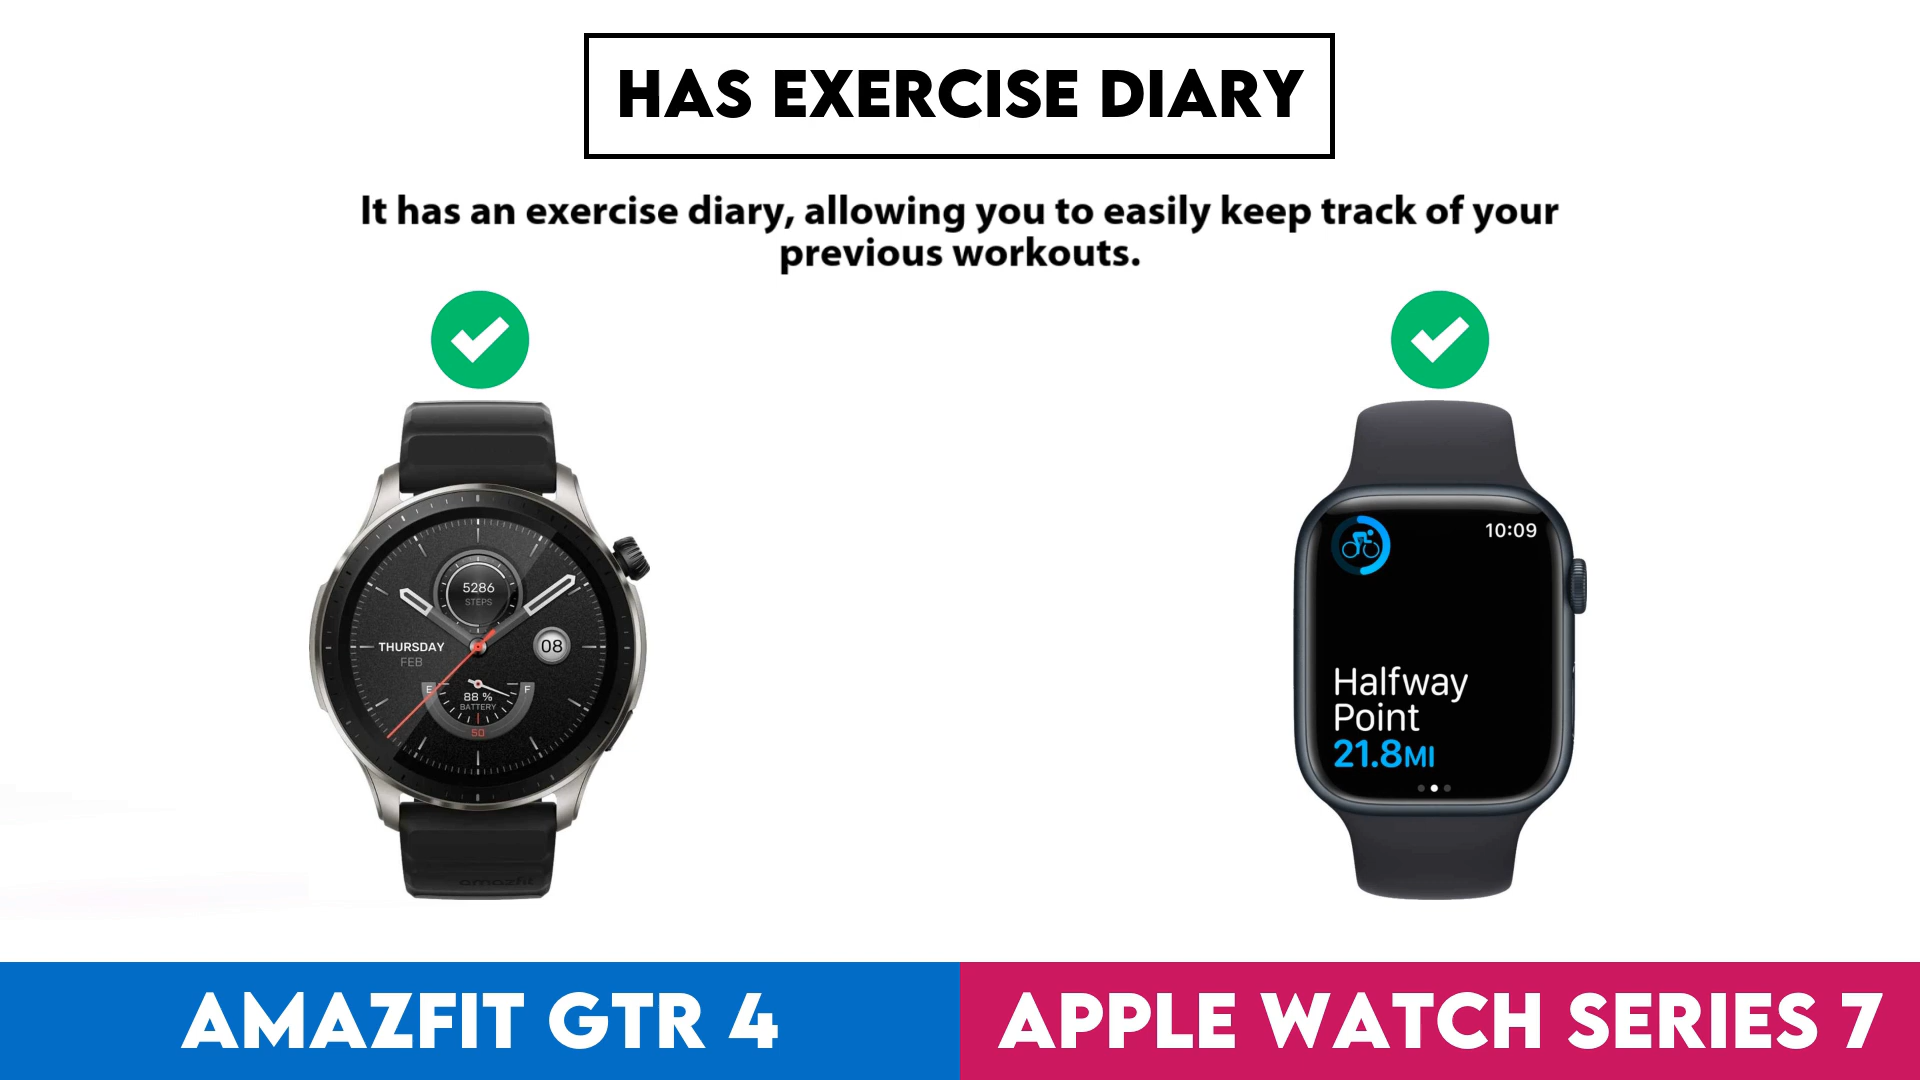 HAS EXERCISE DIARY
It has an exercise diary, allowing you to easily keep track of your
previous workouts.
5286
STEPS
THURSDAY
FEB
08
E
F
88 %
BATTERY
50
amazfit
10:09
Halfway
Point
21.8MI
AMAZFIT GTR 4
APPLE WATCH SERIES 7